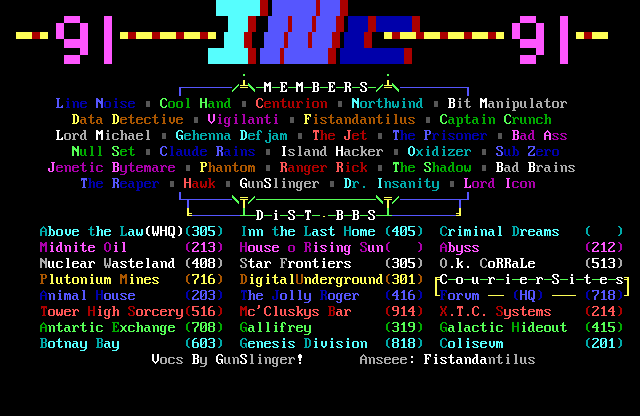 91 INC 91
M-E-M-B-E-R-S
Line Noise Cool Hand Centurion Northwind Bit Manipulator
Data Detective Vigilanti Fistandantilus Captain Crunch
Lord Michael Gehenna Defjam The Jet The Prisoner Bad Ass
Null Set Claude Rains Island Hacker Oxidizer Sub Zero
Jenetic Bytemare Phantom Ranger Rick The Shadow Bad Brains
The Reaper Hawk GunSlinger Dr. Insanity Lord Icon
D-i-S-T-.-B-B-S
Above the Law(WHQ)(305) Inn the Last Home (405) Criminal Dreams ( )
Midnite Oil (213) House o Rising Sun( ) Abyss (212)
Nuclear Wasteland (408) Star Frontiers (305) O.k. CoRRaLe (513)
Plutonium Mines (716) DigitalUnderground(301) C-o-u-r-i-e-r-S-i-t-e-s
Animal House (203) The Jolly Roger (416) Forum -- (HQ) --- (718)
Tower High Sorcery(516) Mc'Cluskys Bar (914) X.T.C. Systems (214)
Antartic Exchange (708) Gallifrey (319) Galactic Hideout (415)
Botnay Bay (603) Genesis Division (818) Colisevm (201)
Vocs By GunSlinger! Anseee: Fistandantilus